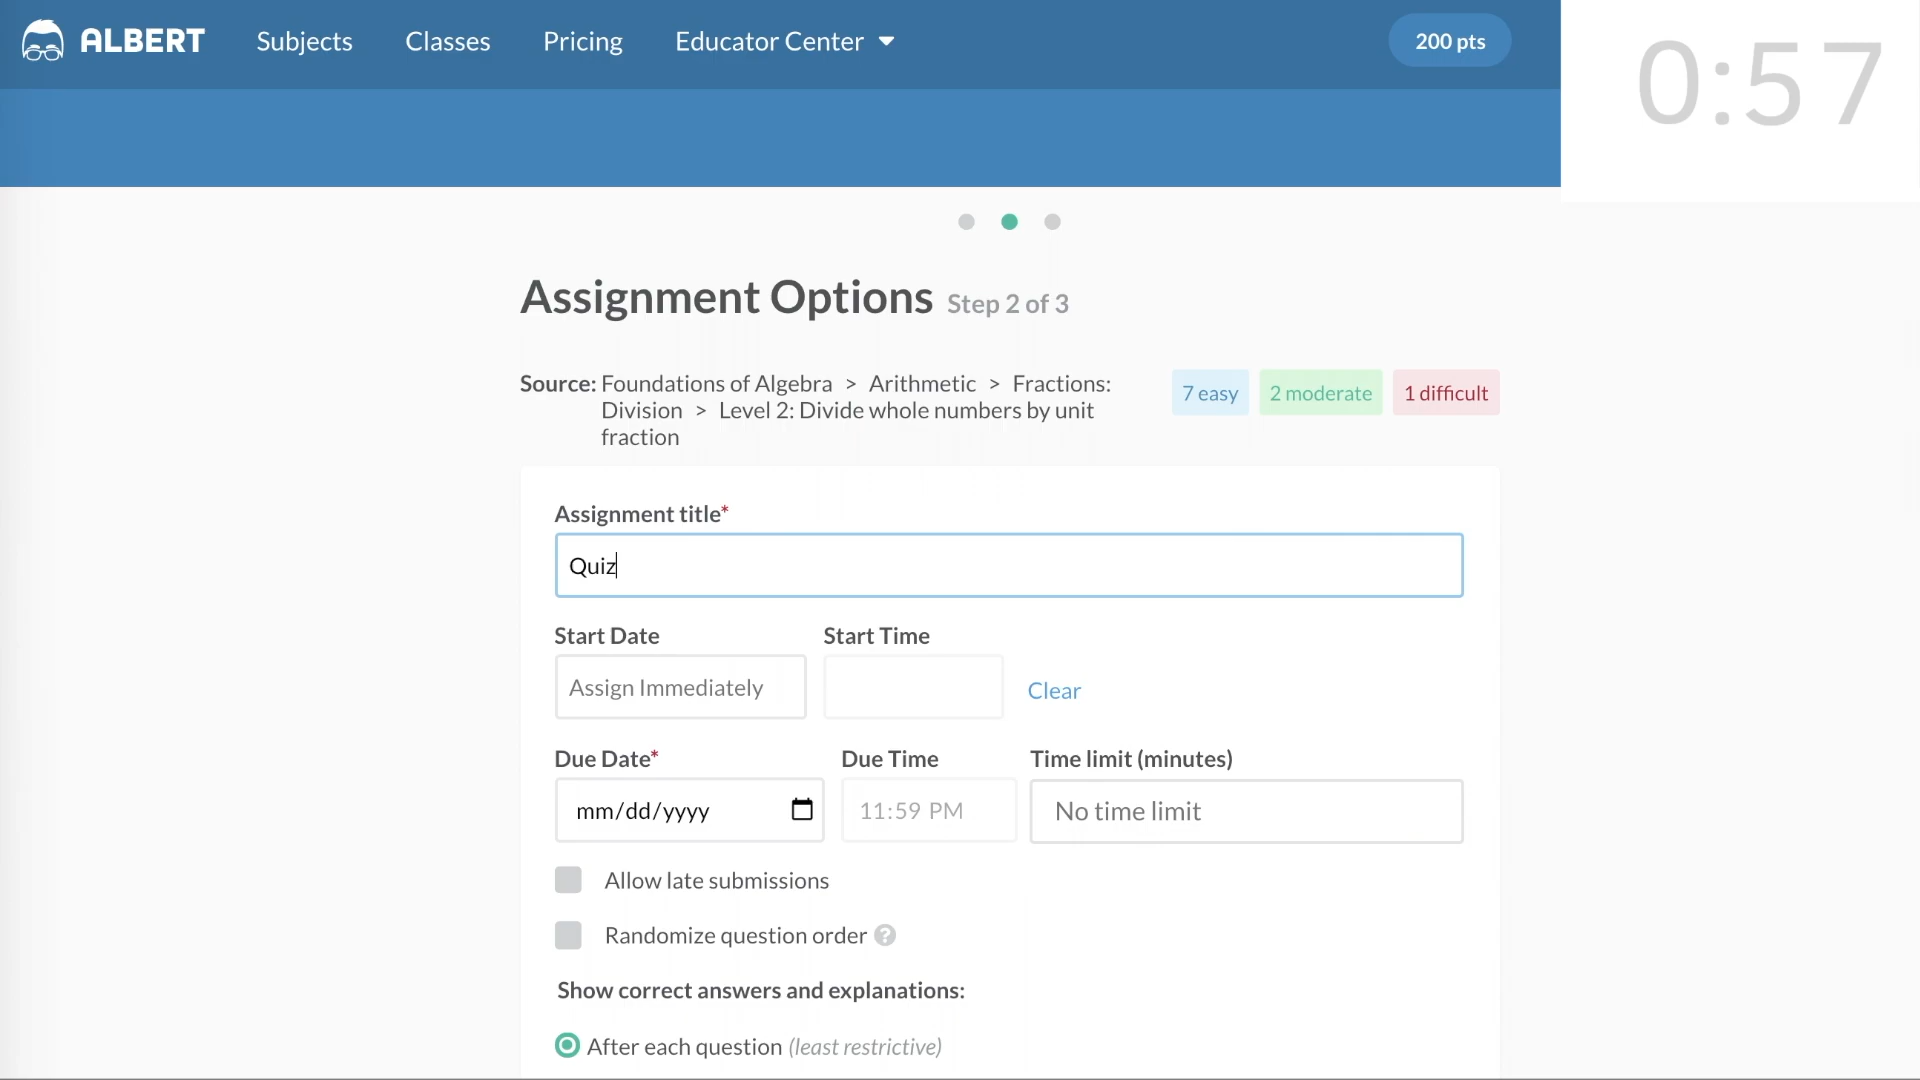 ALBERT Subjects Classes Pricing Educator Center 200 pts
0:57
Assignment Options Step 2 of 3
Source: Foundations of Algebra > Arithmetic > Fractions:
Division > Level 2: Divide whole numbers by unit
fraction
7 easy 2 moderate 1 difficult
Assignment title*
Quiz
Start Date Start Time
Assign Immediately Clear
Due Date* Due Time Time limit (minutes)
mm/dd/yyyy 11:59 PM No time limit
Allow late submissions
Randomize question order ?
Show correct answers and explanations:
After each question (least restrictive)